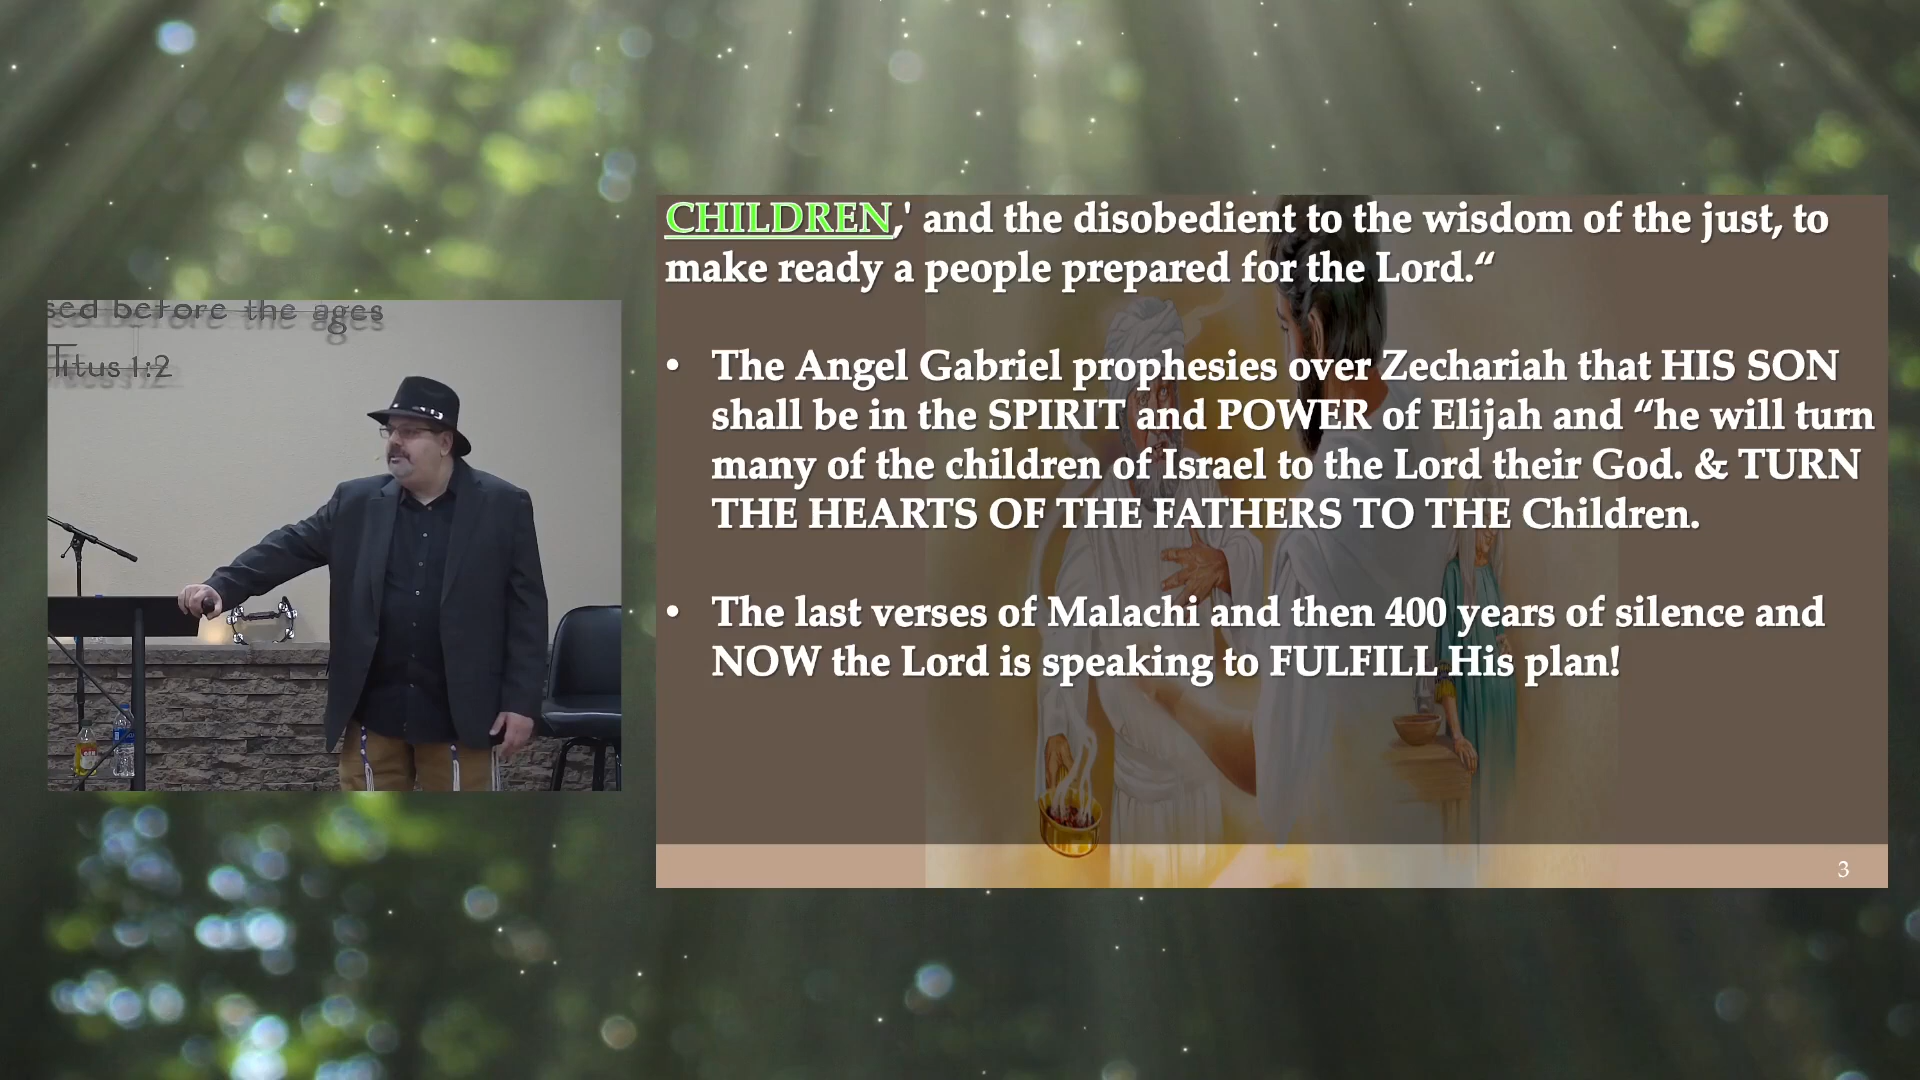 sed before the ages
Titus 1:2
CHILDREN,' and the disobedient to the wisdom of the just, to
make ready a people prepared for the Lord.“
• The Angel Gabriel prophesies over Zechariah that HIS SON
shall be in the SPIRIT and POWER of Elijah and “he will turn
many of the children of Israel to the Lord their God. & TURN
THE HEARTS OF THE FATHERS TO THE Children.
• The last verses of Malachi and then 400 years of silence and
NOW the Lord is speaking to FULFILL His plan!
3